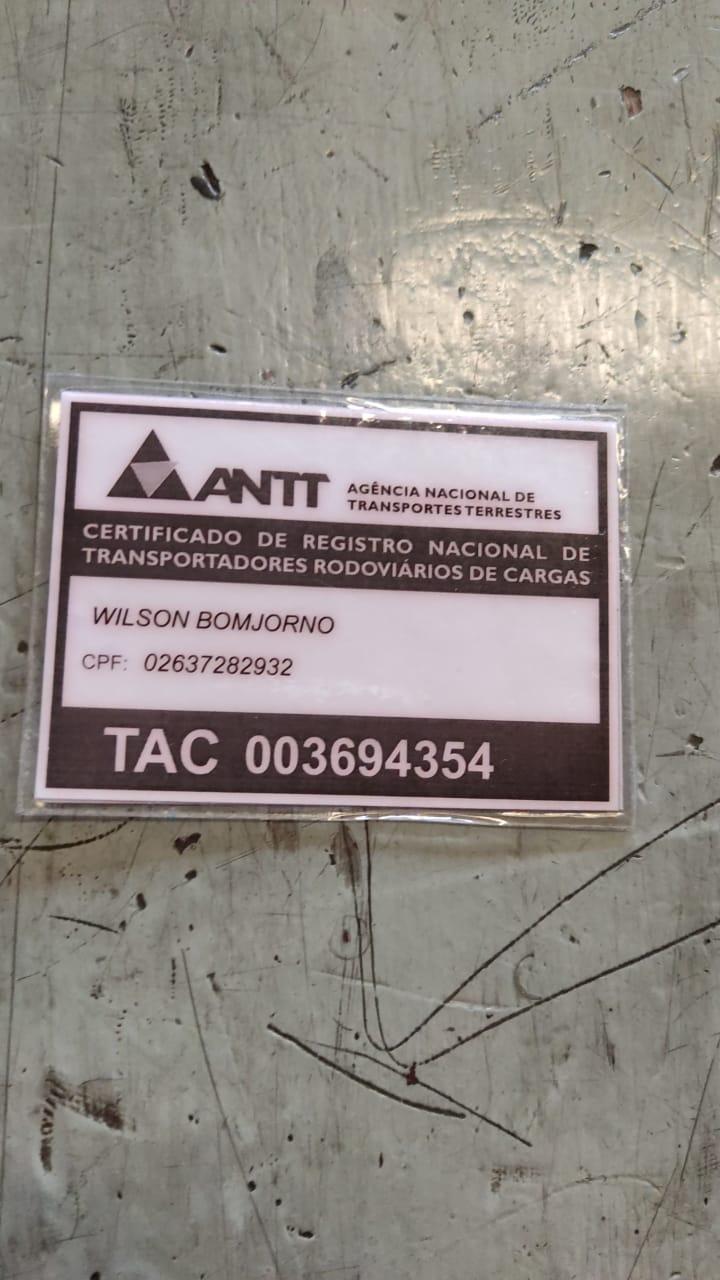 ANTT
AGÊNCIA NACIONAL DE
TRANSPORTES TERRESTRES
CERTIFICADO DE REGISTRO NACIONAL DE
TRANSPORTADORES RODOVIÁRIOS DE CARGAS
WILSON BOMJORNO
CPF: 02637282932
TAC 003694354